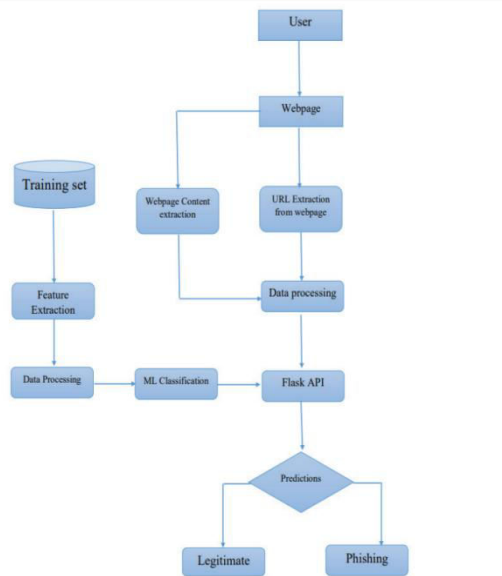 User
Webpage
Training set
Webpage Content
extraction
URL Extraction
from webpage
Feature
Extraction
Data processing
Data Processing
ML Classification
Flask API
Predictions
Legitimate
Phishing